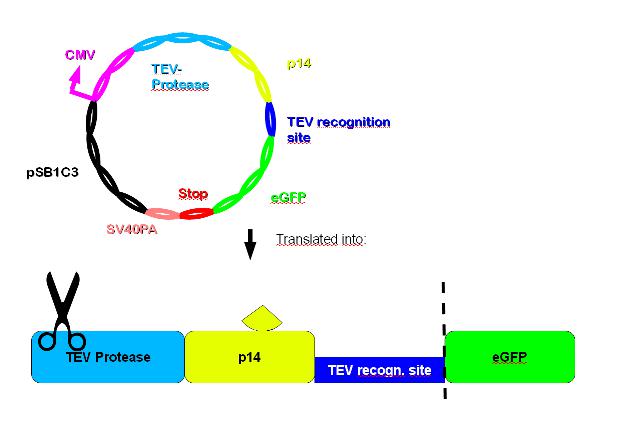 CMV
TEV-
Protease
p14
TEV recognition
site
pSB1C3
Stop
eGFP
SV40PA
Translated into:
TEV Protease
p14
TEV recogn. site
eGFP